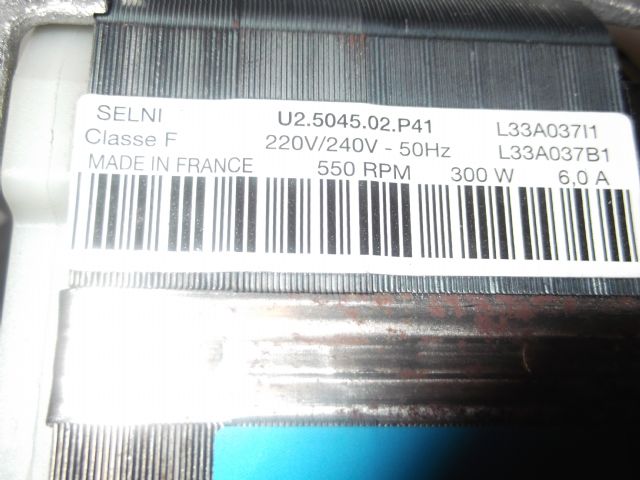 SELNI U2.5045.02.P41 L33A037I1
Classe F 220V/240V - 50Hz L33A037B1
MADE IN FRANCE 550 RPM 300 W 6,0 A